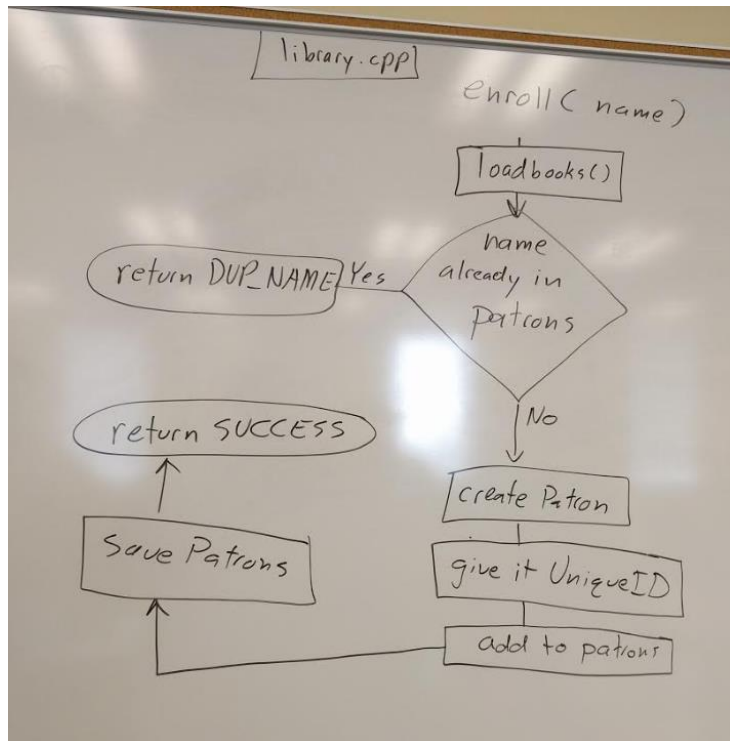 library.cpp
enroll( name)
loadbooks()
name
already in
patrons
Yes
return DUP_NAME
No
create Patron
give it UniqueID
add to patrons
Save Patrons
return SUCCESS